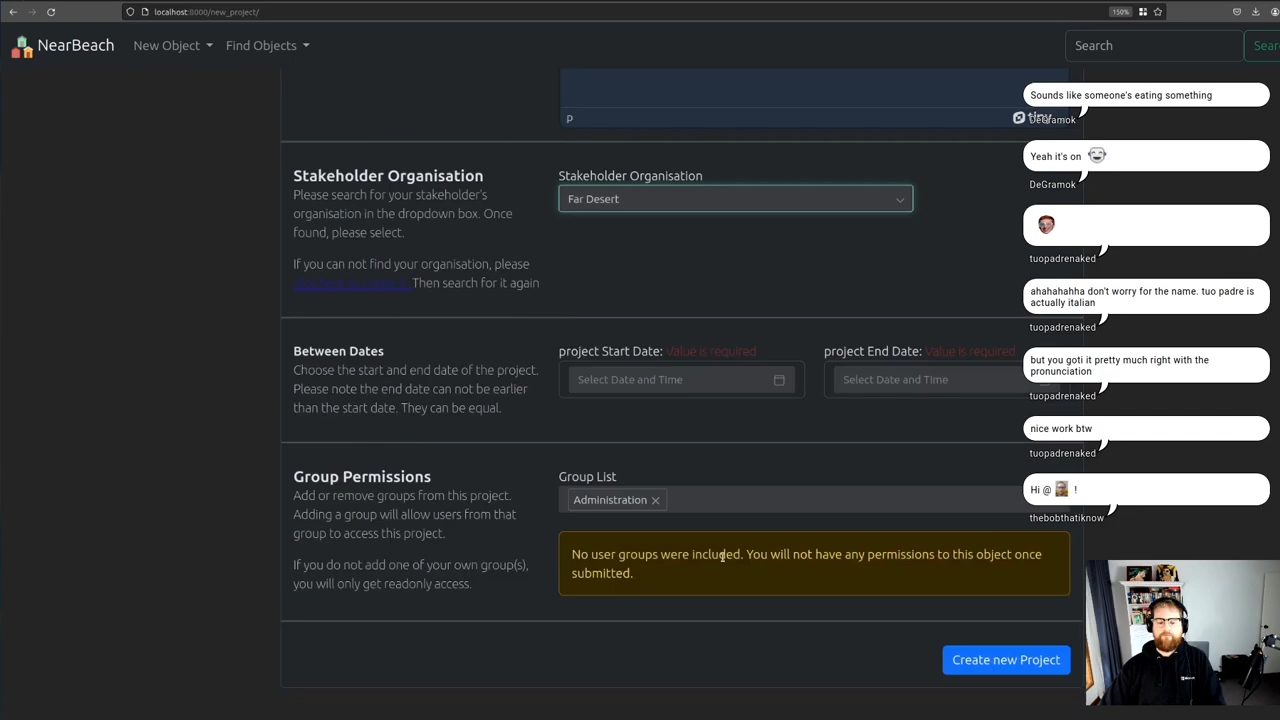 localhost:8000/new_project/
150%
NearBeach
New Object
Find Objects
Search
p
Stakeholder Organisation
Please search for your stakeholder's
organisation in the dropdown box. Once
found, please select.
If you can not find your organisation, please
Then search for it again
Stakeholder Organisation
Far Desert
Between Dates
Choose the start and end date of the project.
Please note the end date can not be earlier
than the start date. They can be equal.
project Start Date: Value is required
Select Date and Time
project End Date: Value is required
Select Date and Time
Group Permissions
Add or remove groups from this project.
Adding a group will allow users from that
group to access this project.
If you do not add one of your own group(s),
you will only get readonly access.
Group List
Administration
No user groups were included. You will not have any permissions to this object once
submitted.
Create new Project
Sounds like someone's eating something
DeGramok
Yeah it's on
DeGramok
tuopadrenaked
ahahahahha don't worry for the name. tuo padre is
actually italian
tuopadrenaked
but you goti it pretty much right with the
pronunciation
tuopadrenaked
nice work btw
tuopadrenaked
Hi @ !
thebobthatiknow